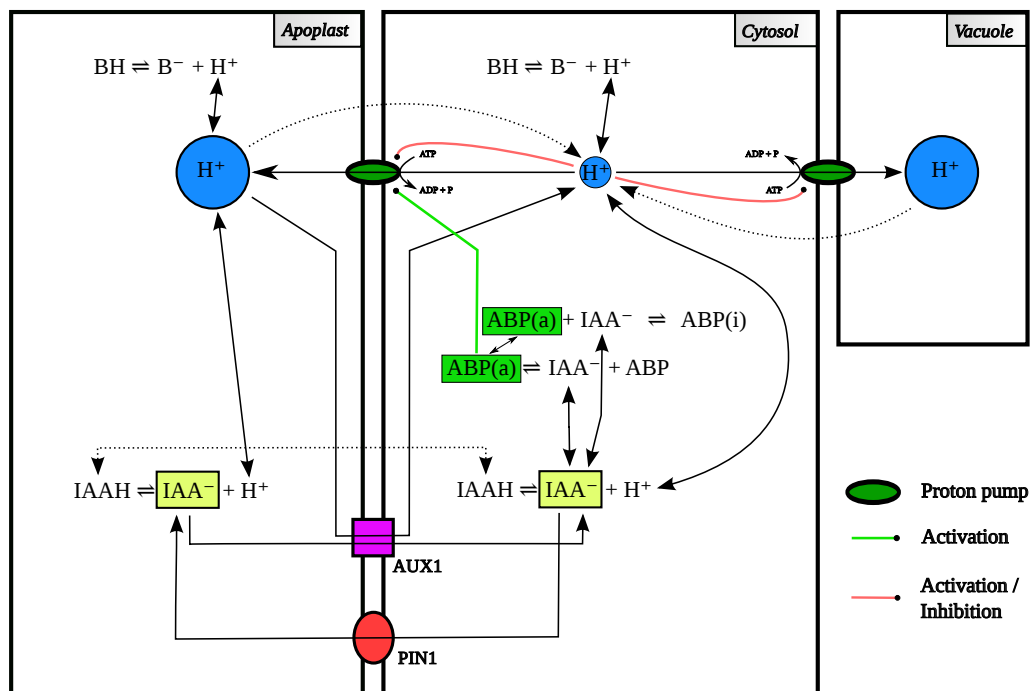 Apoplast
Cytosol
Vacuole
BH ⇌ B⁻ + H⁺
BH ⇌ B⁻ + H⁺
ATP
ADP + P
ADP + P
ATP
H⁺
H⁺
H⁺
ABP(a) + IAA⁻ ⇌ ABP(i)
ABP(a) ⇌ IAA⁻ + ABP
IAAH ⇌ IAA⁻ + H⁺
IAAH ⇌ IAA⁻ + H⁺
AUX1
PIN1
Proton pump
Activation
Activation /
Inhibition